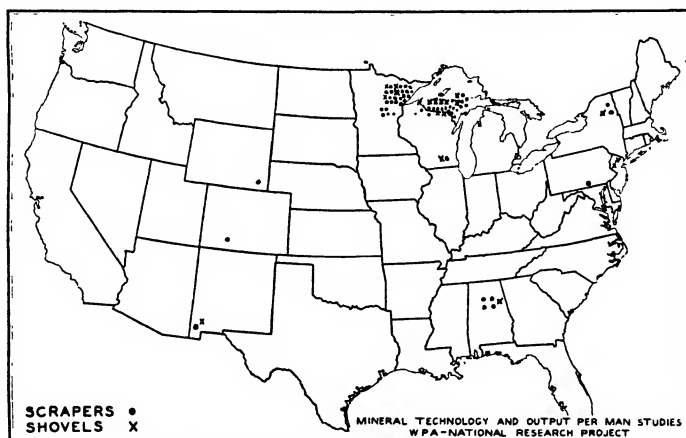 SCRAPERS •
SHOVELS x
MINERAL TECHNOLOGY AND OUTPUT PER MAN STUDIES
WPA-NATIONAL RESEARCH PROJECT